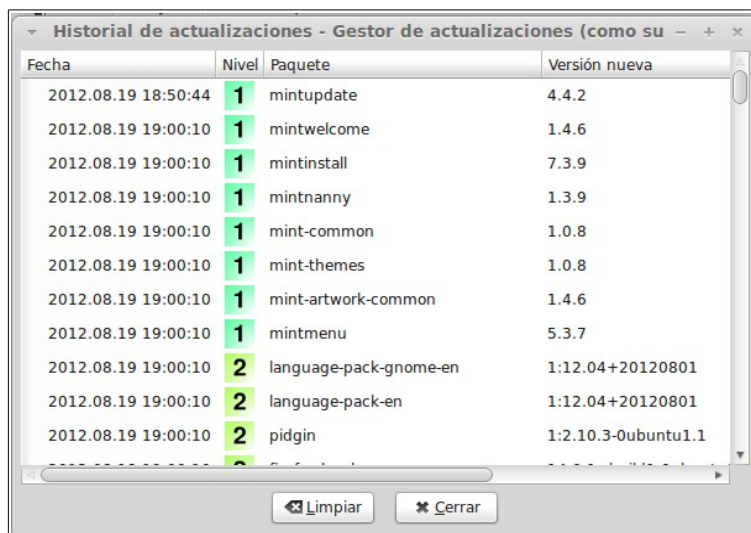 Historial de actualizaciones - Gestor de actualizaciones (como su
Fecha Nivel Paquete Versión nueva
2012.08.19 18:50:44 1 mintupdate 4.4.2
2012.08.19 19:00:10 1 mintwelcome 1.4.6
2012.08.19 19:00:10 1 mintinstall 7.3.9
2012.08.19 19:00:10 1 mintnanny 1.3.9
2012.08.19 19:00:10 1 mint-common 1.0.8
2012.08.19 19:00:10 1 mint-themes 1.0.8
2012.08.19 19:00:10 1 mint-artwork-common 1.4.6
2012.08.19 19:00:10 1 mintmenu 5.3.7
2012.08.19 19:00:10 2 language-pack-gnome-en 1:12.04+20120801
2012.08.19 19:00:10 2 language-pack-en 1:12.04+20120801
2012.08.19 19:00:10 2 pidgin 1:2.10.3-0ubuntu1.1
Limpiar Cerrar